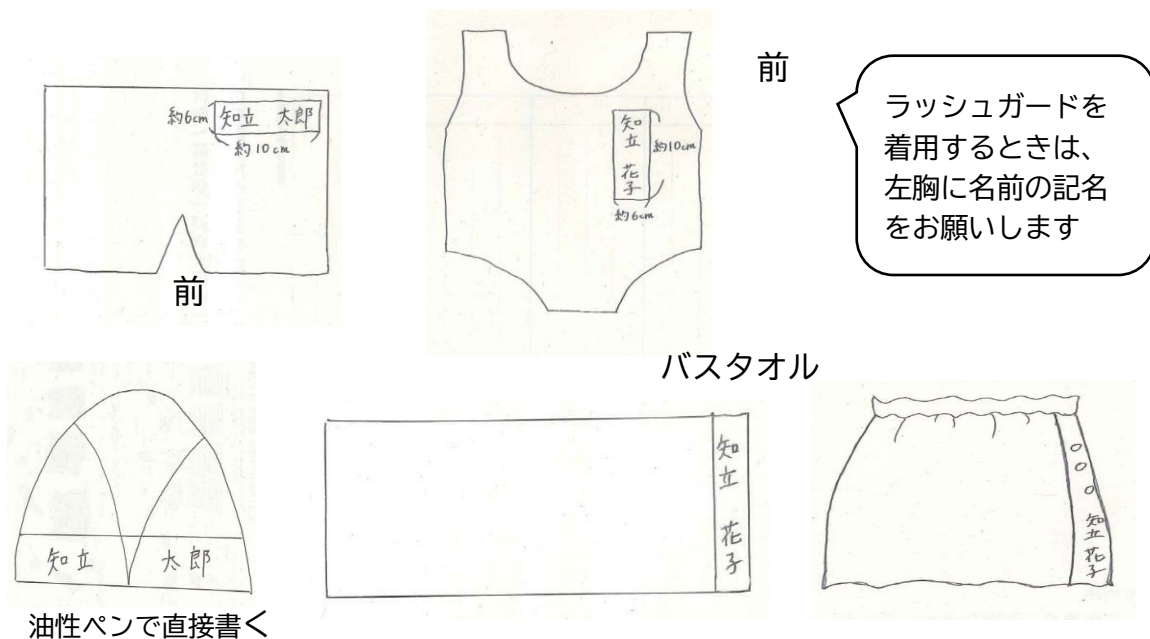 前
ラッシュガードを
着用するときは、
左胸に名前の記名
をお願いします
約6cm
知立 太郎
約10cm
前
知立 花子
約10cm
約6cm
バスタオル
知立 太郎
油性ペンで直接書く
知立 花子
知立 花子